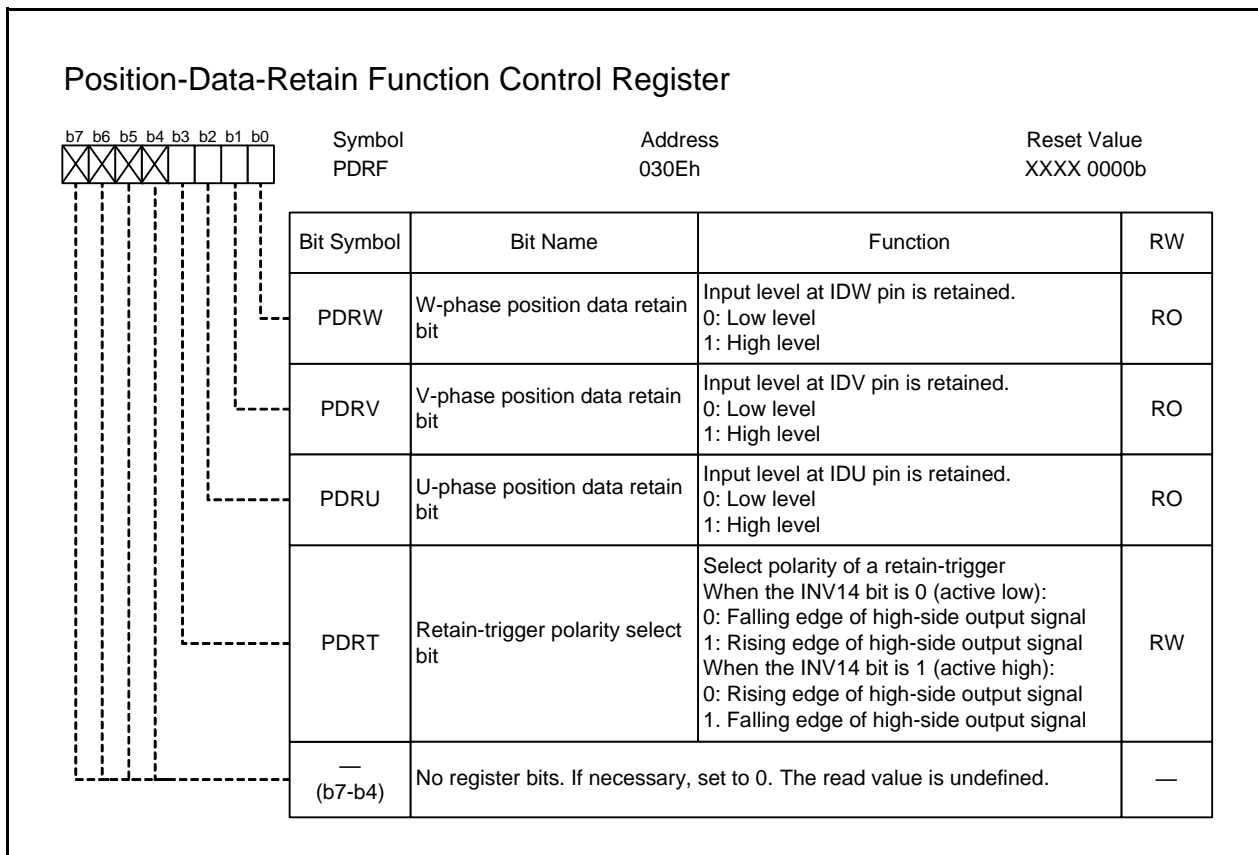 Position-Data-Retain Function Control Register
b7 b6 b5 b4 b3 b2 b1 b0
Symbol Address Reset Value
PDRF 030Eh XXXX 0000b
Bit Symbol Bit Name Function RW
PDRW
W-phase position data retain
bit
Input level at IDW pin is retained.
0: Low level
1: High level
RO
PDRV
V-phase position data retain
bit
Input level at IDV pin is retained.
0: Low level
1: High level
RO
PDRU
U-phase position data retain
bit
Input level at IDU pin is retained.
0: Low level
1: High level
RO
PDRT
Retain-trigger polarity select
bit
Select polarity of a retain-trigger
When the INV14 bit is 0 (active low):
0: Falling edge of high-side output signal
1: Rising edge of high-side output signal
When the INV14 bit is 1 (active high):
0: Rising edge of high-side output signal
1. Falling edge of high-side output signal
RW
—
(b7-b4)
No register bits. If necessary, set to 0. The read value is undefined.
—